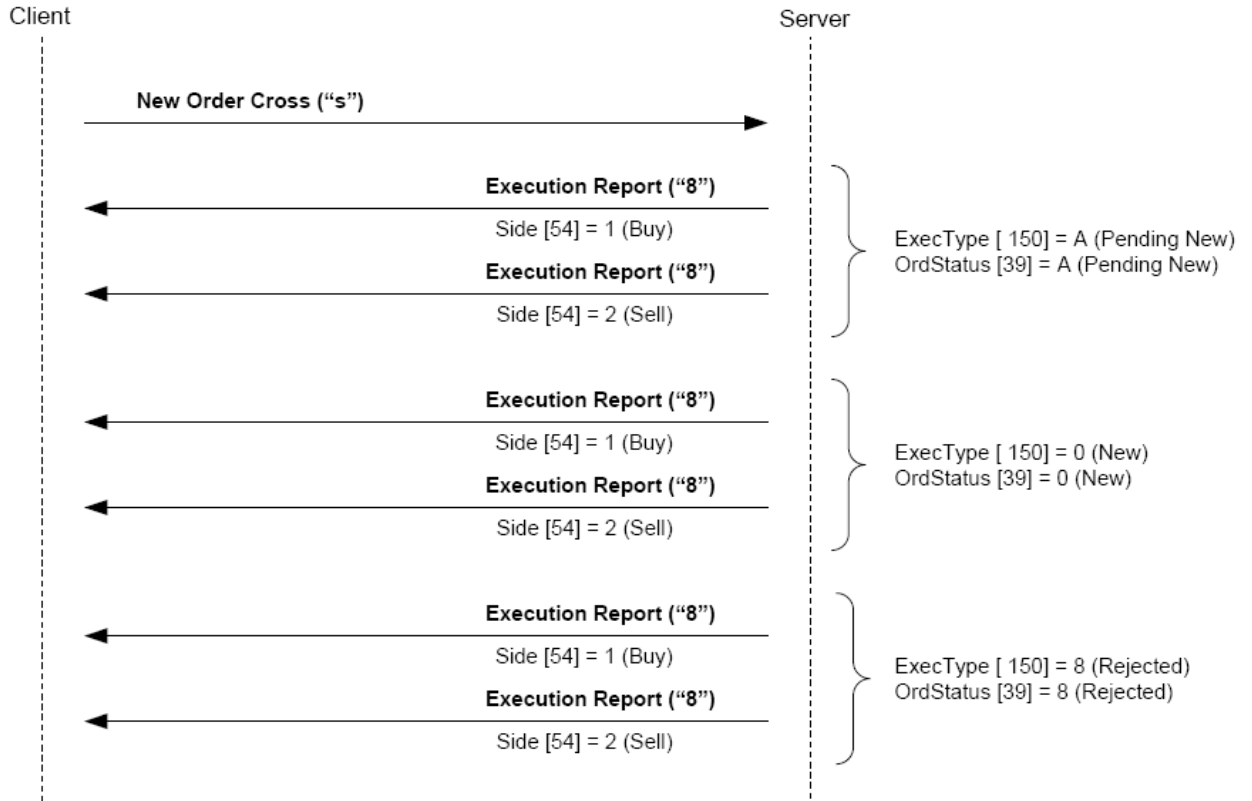 Client
Server
New Order Cross (“s”)
Execution Report (“8”)
Side [54] = 1 (Buy)
Execution Report (“8”)
Side [54] = 2 (Sell)
ExecType [ 150] = A (Pending New)
OrdStatus [39] = A (Pending New)
Execution Report (“8”)
Side [54] = 1 (Buy)
Execution Report (“8”)
Side [54] = 2 (Sell)
ExecType [ 150] = 0 (New)
OrdStatus [39] = 0 (New)
Execution Report (“8”)
Side [54] = 1 (Buy)
Execution Report (“8”)
Side [54] = 2 (Sell)
ExecType [ 150] = 8 (Rejected)
OrdStatus [39] = 8 (Rejected)